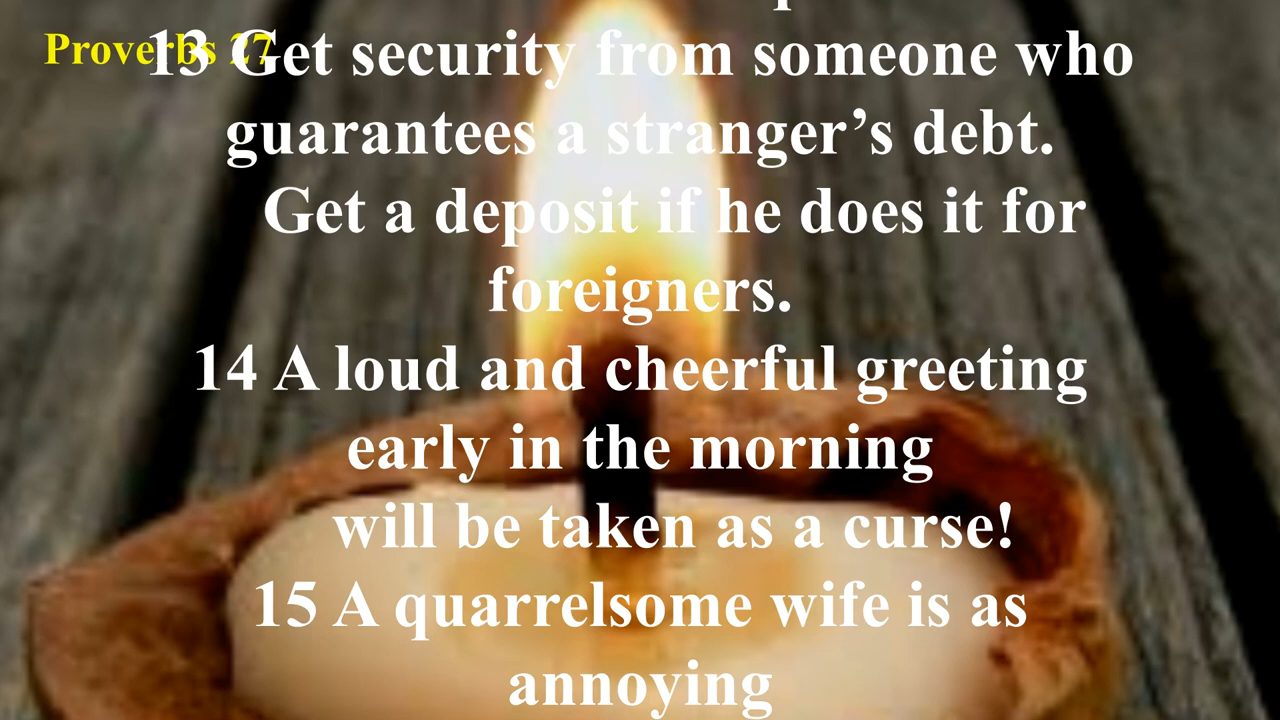 Proverbs 27
13 Get security from someone who
guarantees a stranger’s debt.
Get a deposit if he does it for
foreigners.
14 A loud and cheerful greeting
early in the morning
will be taken as a curse!
15 A quarrelsome wife is as
annoying